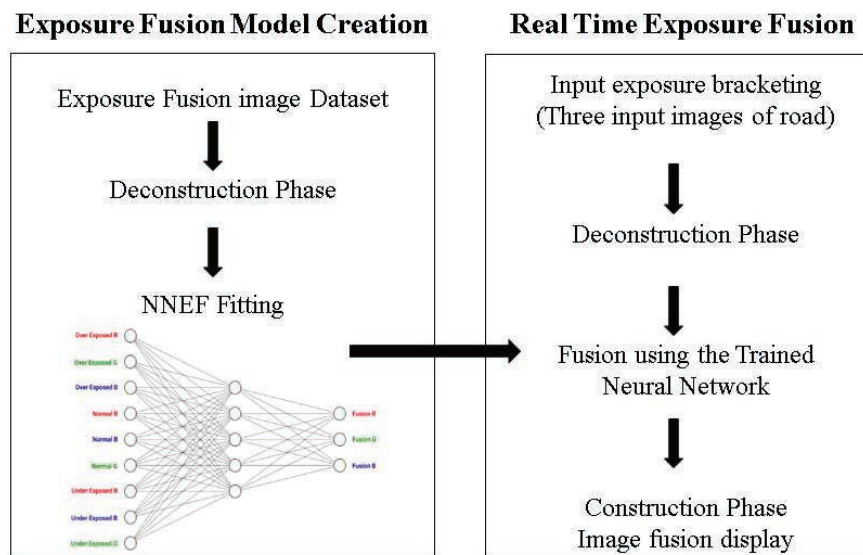 Exposure Fusion Model Creation
Exposure Fusion image Dataset
Deconstruction Phase
NNEF Fitting
Over Exposed R
Over Exposed G
Over Exposed B
Normal R
Normal B
Normal G
Under Exposed R
Under Exposed B
Under Exposed G
Fusion R
Fusion G
Fusion B
Real Time Exposure Fusion
Input exposure bracketing
(Three input images of road)
Deconstruction Phase
Fusion using the Trained
Neural Network
Construction Phase
Image fusion display